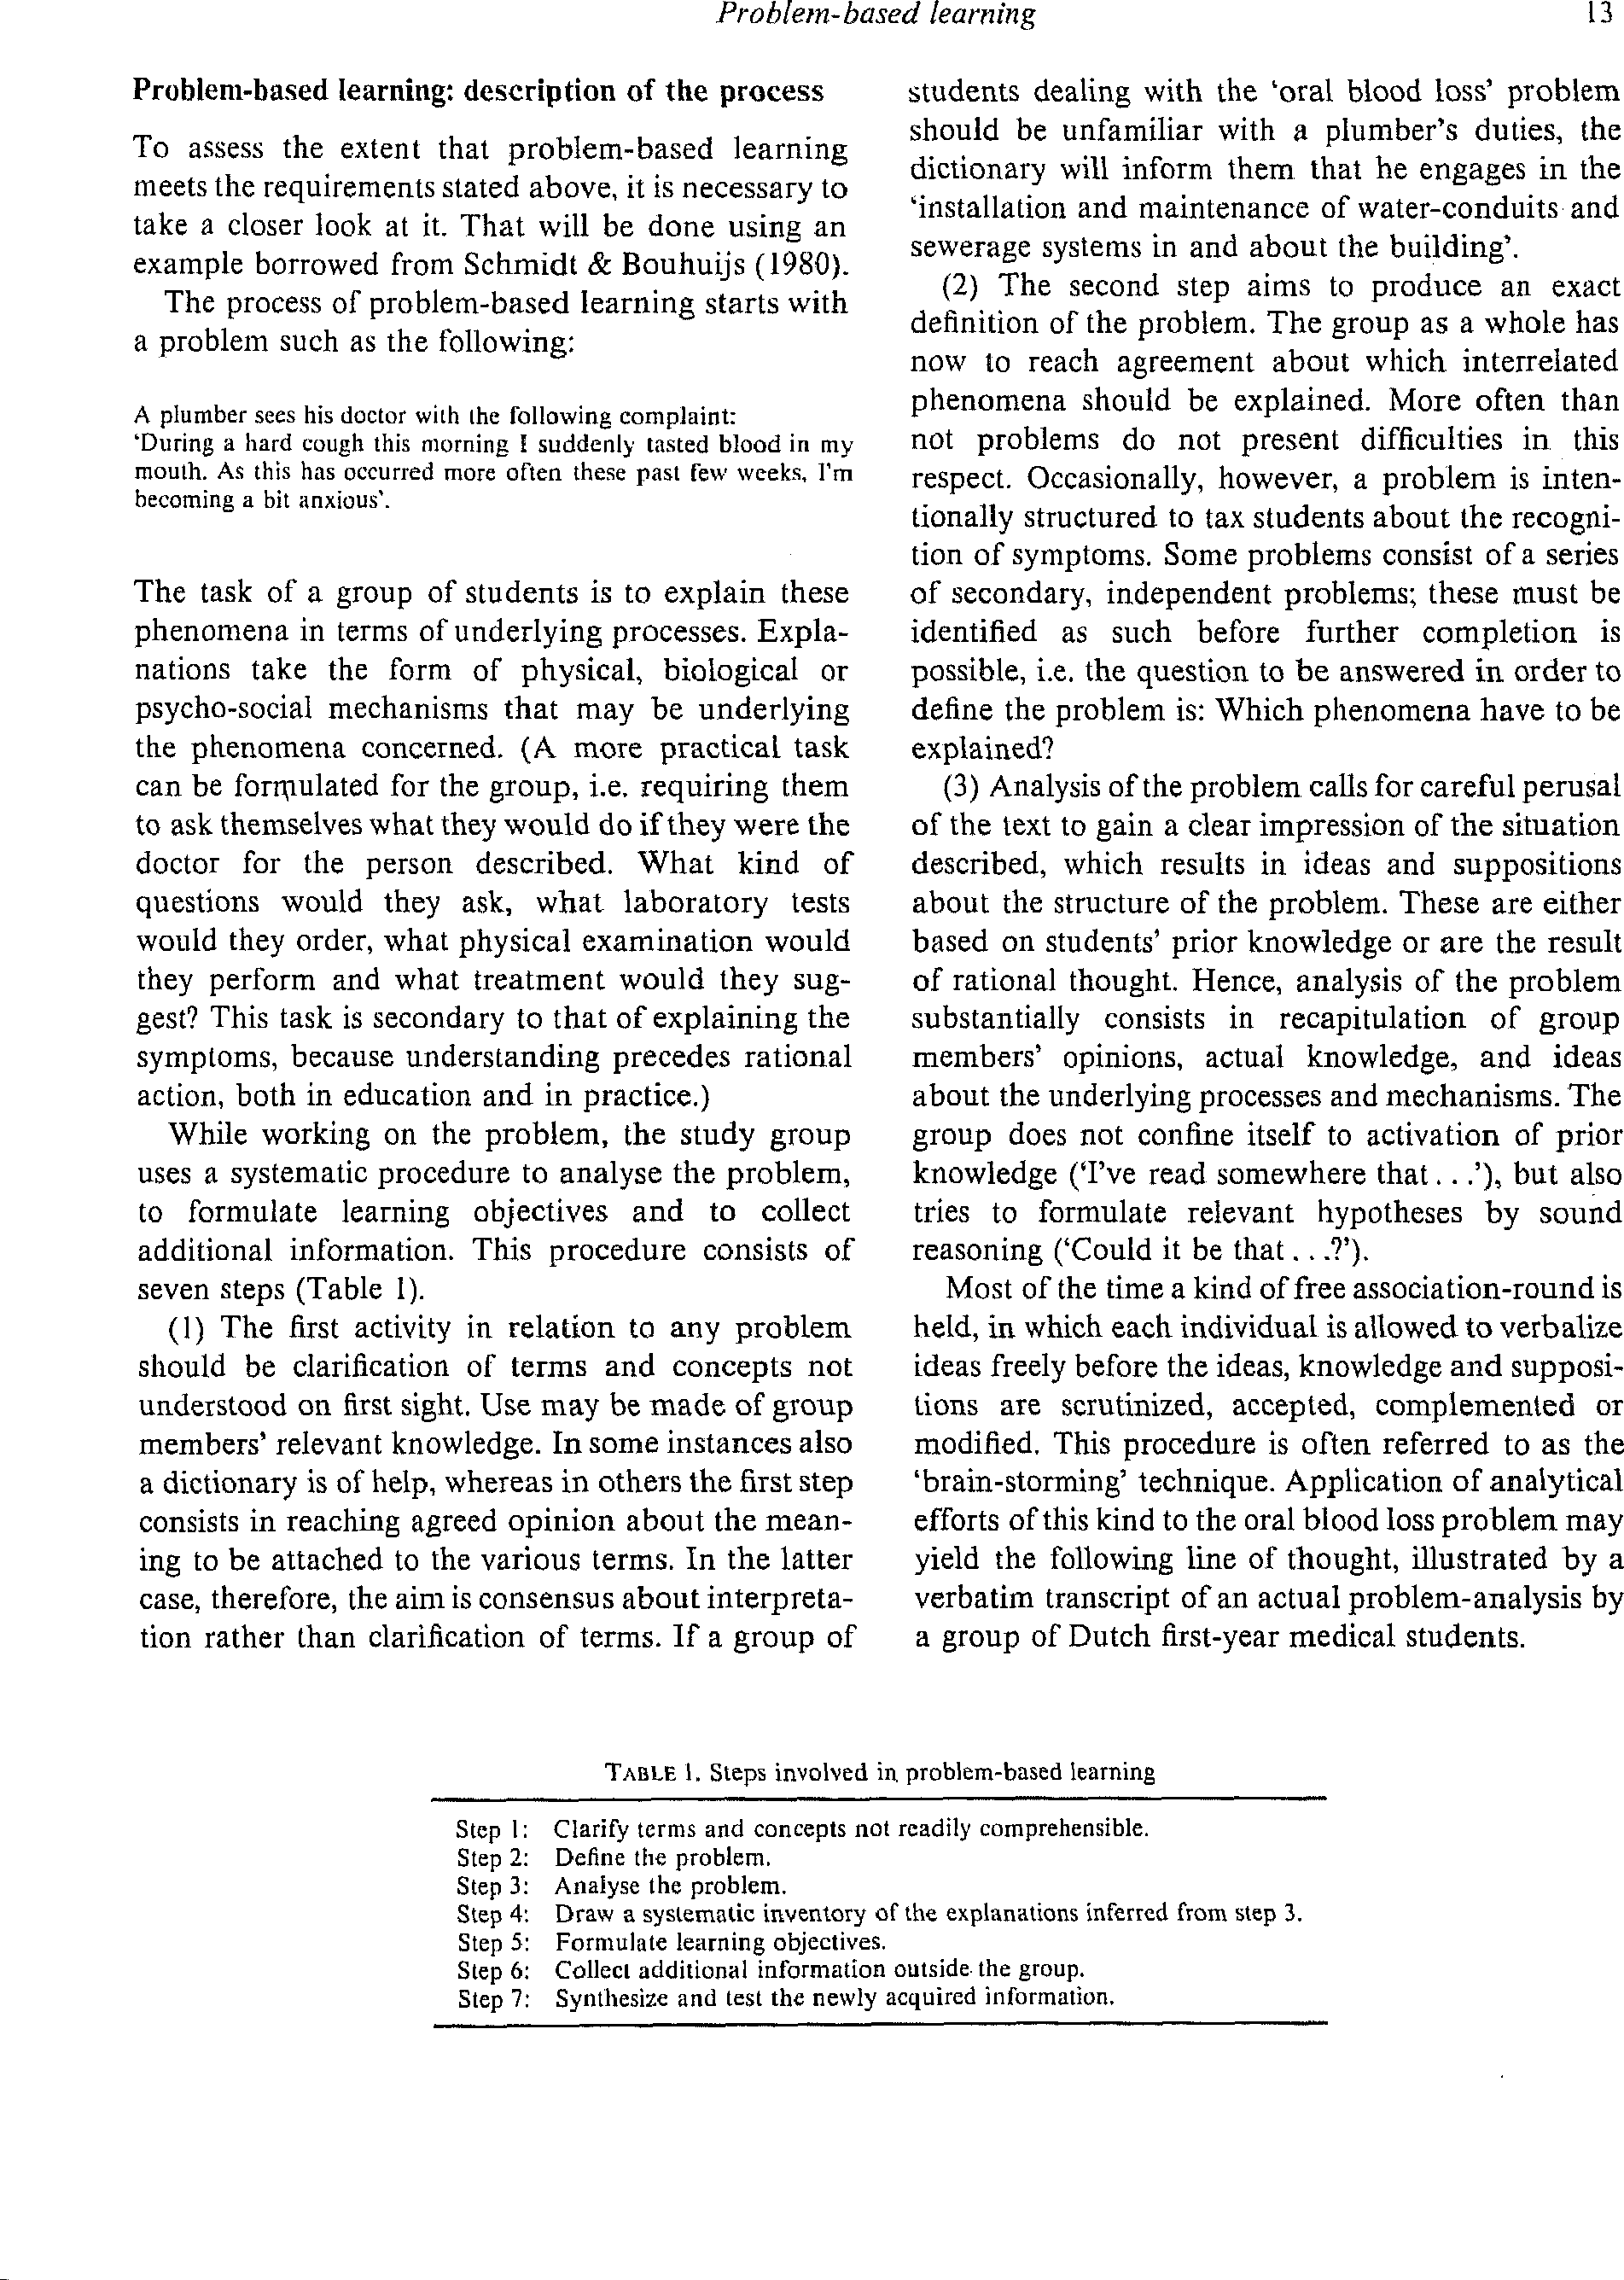 Problem-based learning
13
Problem-based learning: description of the process
To assess the extent that problem-based learning
meets the requirements stated above, it is necessary to
take a closer look at it. That will be done using an
example borrowed from Schmidt & Bouhuijs (1980).
The process of problem-based learning starts with
a problem such as the following:
A plumber sees his doctor with the following complaint:
‘During a hard cough this morning I suddenly tasted blood in my
mouth. As this has occurred more often these past few weeks, I’m
becoming a bit anxious’.
The task of a group of students is to explain these
phenomena in terms of underlying processes. Expla-
nations take the form of physical, biological or
psycho-social mechanisms that may be underlying
the phenomena concerned. (A more practical task
can be formulated for the group, i.e. requiring them
to ask themselves what they would do if they were the
doctor for the person described. What kind of
questions would they ask, what laboratory tests
would they order, what physical examination would
they perform and what treatment would they sug-
gest? This task is secondary to that of explaining the
symptoms, because understanding precedes rational
action, both in education and in practice.)
While working on the problem, the study group
uses a systematic procedure to analyse the problem,
to formulate learning objectives and to collect
additional information. This procedure consists of
seven steps (Table 1).
(1) The first activity in relation to any problem
should be clarification of terms and concepts not
understood on first sight. Use may be made of group
members’ relevant knowledge. In some instances also
a dictionary is of help, whereas in others the first step
consists in reaching agreed opinion about the mean-
ing to be attached to the various terms. In the latter
case, therefore, the aim is consensus about interpreta-
tion rather than clarification of terms. If a group of
students dealing with the ‘oral blood loss’ problem
should be unfamiliar with a plumber’s duties, the
dictionary will inform them that he engages in the
‘installation and maintenance of water-conduits and
sewerage systems in and about the building’.
(2) The second step aims to produce an exact
definition of the problem. The group as a whole has
now to reach agreement about which interrelated
phenomena should be explained. More often than
not problems do not present difficulties in this
respect. Occasionally, however, a problem is inten-
tionally structured to tax students about the recogni-
tion of symptoms. Some problems consist of a series
of secondary, independent problems; these must be
identified as such before further completion is
possible, i.e. the question to be answered in order to
define the problem is: Which phenomena have to be
explained?
(3) Analysis of the problem calls for careful perusal
of the text to gain a clear impression of the situation
described, which results in ideas and suppositions
about the structure of the problem. These are either
based on students’ prior knowledge or are the result
of rational thought. Hence, analysis of the problem
substantially consists in recapitulation of group
members’ opinions, actual knowledge, and ideas
about the underlying processes and mechanisms. The
group does not confine itself to activation of prior
knowledge (‘I’ve read somewhere that . . .’), but also
tries to formulate relevant hypotheses by sound
reasoning (‘Could it be that . . .?’).
Most of the time a kind of free association-round is
held, in which each individual is allowed to verbalize
ideas freely before the ideas, knowledge and supposi-
tions are scrutinized, accepted, complemented or
modified. This procedure is often referred to as the
‘brain-storming’ technique. Application of analytical
efforts of this kind to the oral blood loss problem may
yield the following line of thought, illustrated by a
verbatim transcript of an actual problem-analysis by
a group of Dutch first-year medical students.
TABLE 1. Steps involved in problem-based learning
Step 1: Clarify terms and concepts not readily comprehensible.
Step 2: Define the problem.
Step 3: Analyse the problem.
Step 4: Draw a systematic inventory of the explanations inferred from step 3.
Step 5: Formulate learning objectives.
Step 6: Collect additional information outside the group.
Step 7: Synthesize and test the newly acquired information.